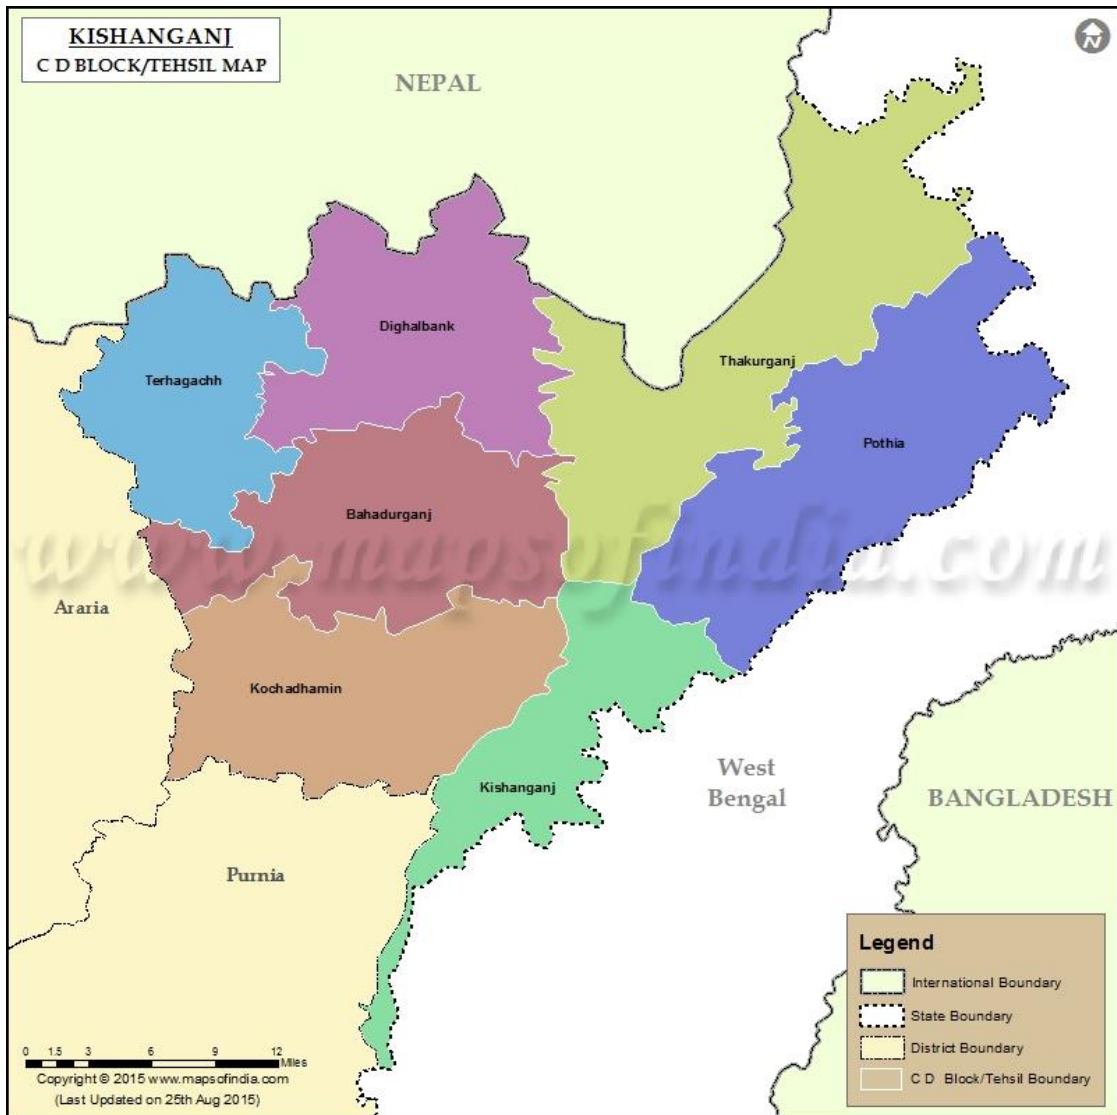 KISHANGANJ
C D BLOCK/TEHSIL MAP
N
NEPAL
Dighalbank
Thakurganj
Terhagachh
Pothia
Bahadurganj
www.mapsofindia.com
Araria
Kochadhamin
West
Bengal
Kishanganj
BANGLADESH
Purnia
Legend
International Boundary
State Boundary
District Boundary
C D Block/Tehsil Boundary
0 1.5 3 6 9 12
Miles
Copyright © 2015 www.mapsofindia.com
(Last Updated on 25th Aug 2015)